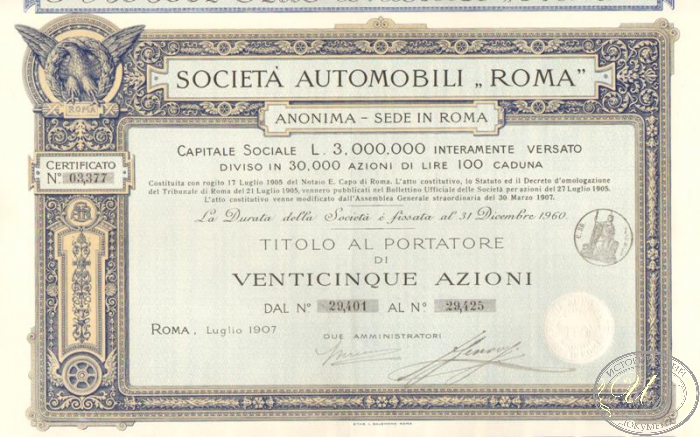 ROMA
SOCIETÀ AUTOMOBILI „ROMA"
ANONIMA - SEDE IN ROMA
CAPITALE SOCIALE L. 3.000.000 INTERAMENTE VERSATO
DIVISO IN 30,000 AZIONI DI LIRE 100 CADUNA
CERTIFICATO
N.º 03,377
Costituita con rogito 17 Luglio 1905 del Notaio E. Capo di Roma. L'atto costitutivo, lo Statuto ed il Decreto d'omologazione
del Tribunale di Roma del 21 Luglio 1905, vennero pubblicati nel Bollettino Ufficiale delle Società per azioni del 27 Luglio 1905.
L'atto costitutivo venne modificato dall'Assemblea Generale straordinaria del 30 Marzo 1907.
La Durata della Società è fissata al 31 Dicembre 1960.
TITOLO AL PORTATORE
DI
VENTICINQUE AZIONI
DAL Nº 29,401 AL Nº 29,425
ROMA, Luglio 1907
DUE AMMINISTRATORI